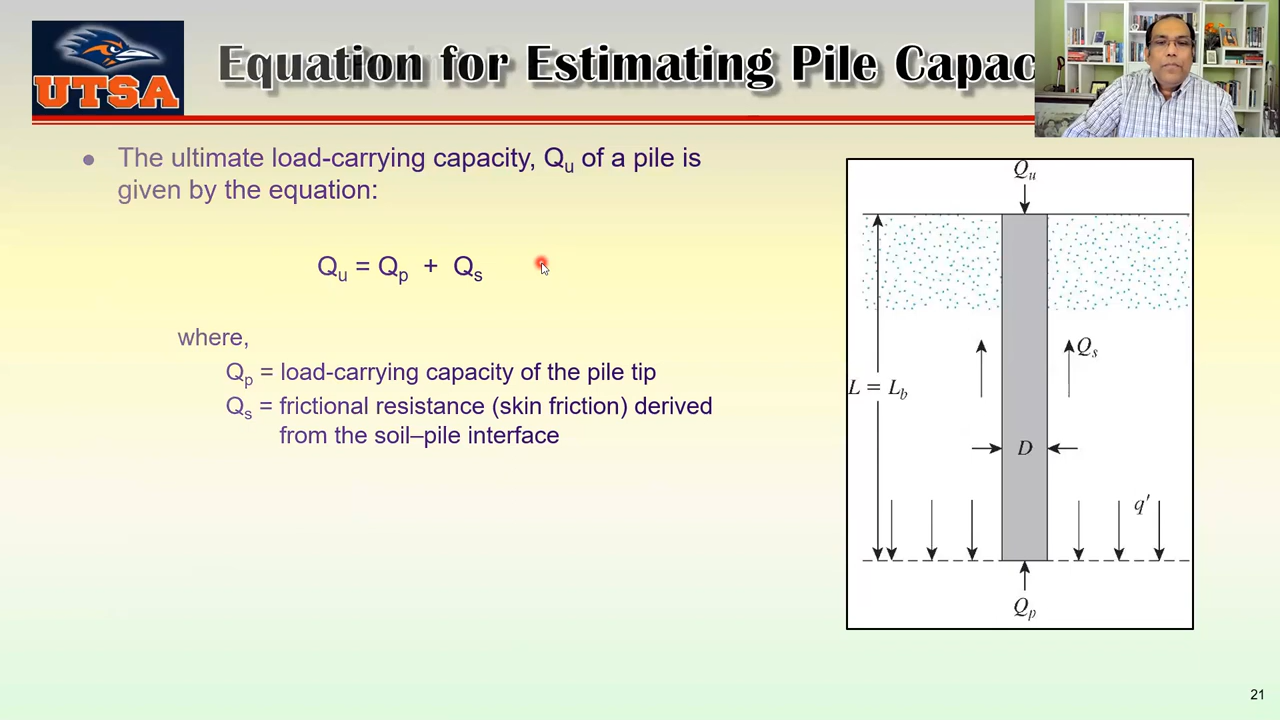 UTSA
Equation for Estimating Pile Capac
The ultimate load-carrying capacity, Qu of a pile is
given by the equation:
Qu = Qp + Qs
where,
Qp = load-carrying capacity of the pile tip
Qs = frictional resistance (skin friction) derived
from the soil–pile interface
Qu
Qs
L = Lb
D
q′
Qp
21